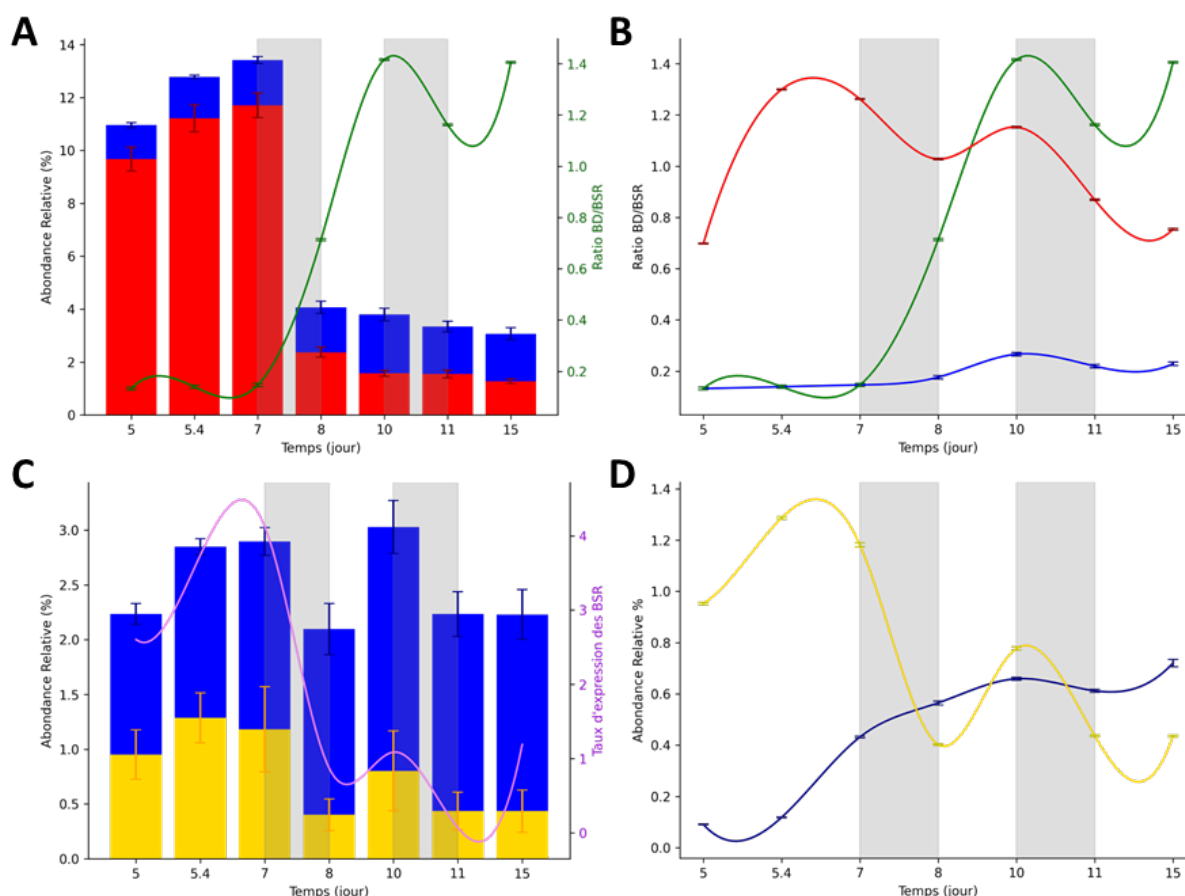 A
14
12
10
8
6
4
2
0
Abondance Relative (%)
1.4
1.2
1.0
0.8
0.6
0.4
0.2
Ratio BD/BSR
5 5.4 7 8 10 11 15
Temps (jour)
B
1.4
1.2
1.0
0.8
0.6
0.4
0.2
Ratio BD/BSR
5 5.4 7 8 10 11 15
Temps (jour)
C
3.0
2.5
2.0
1.5
1.0
0.5
0.0
Abondance Relative (%)
4
3
2
1
0
Taux d'expression des BSR
5 5.4 7 8 10 11 15
Temps (jour)
D
1.4
1.2
1.0
0.8
0.6
0.4
0.2
0.0
Abondance Relative %
5 5.4 7 8 10 11 15
Temps (jour)